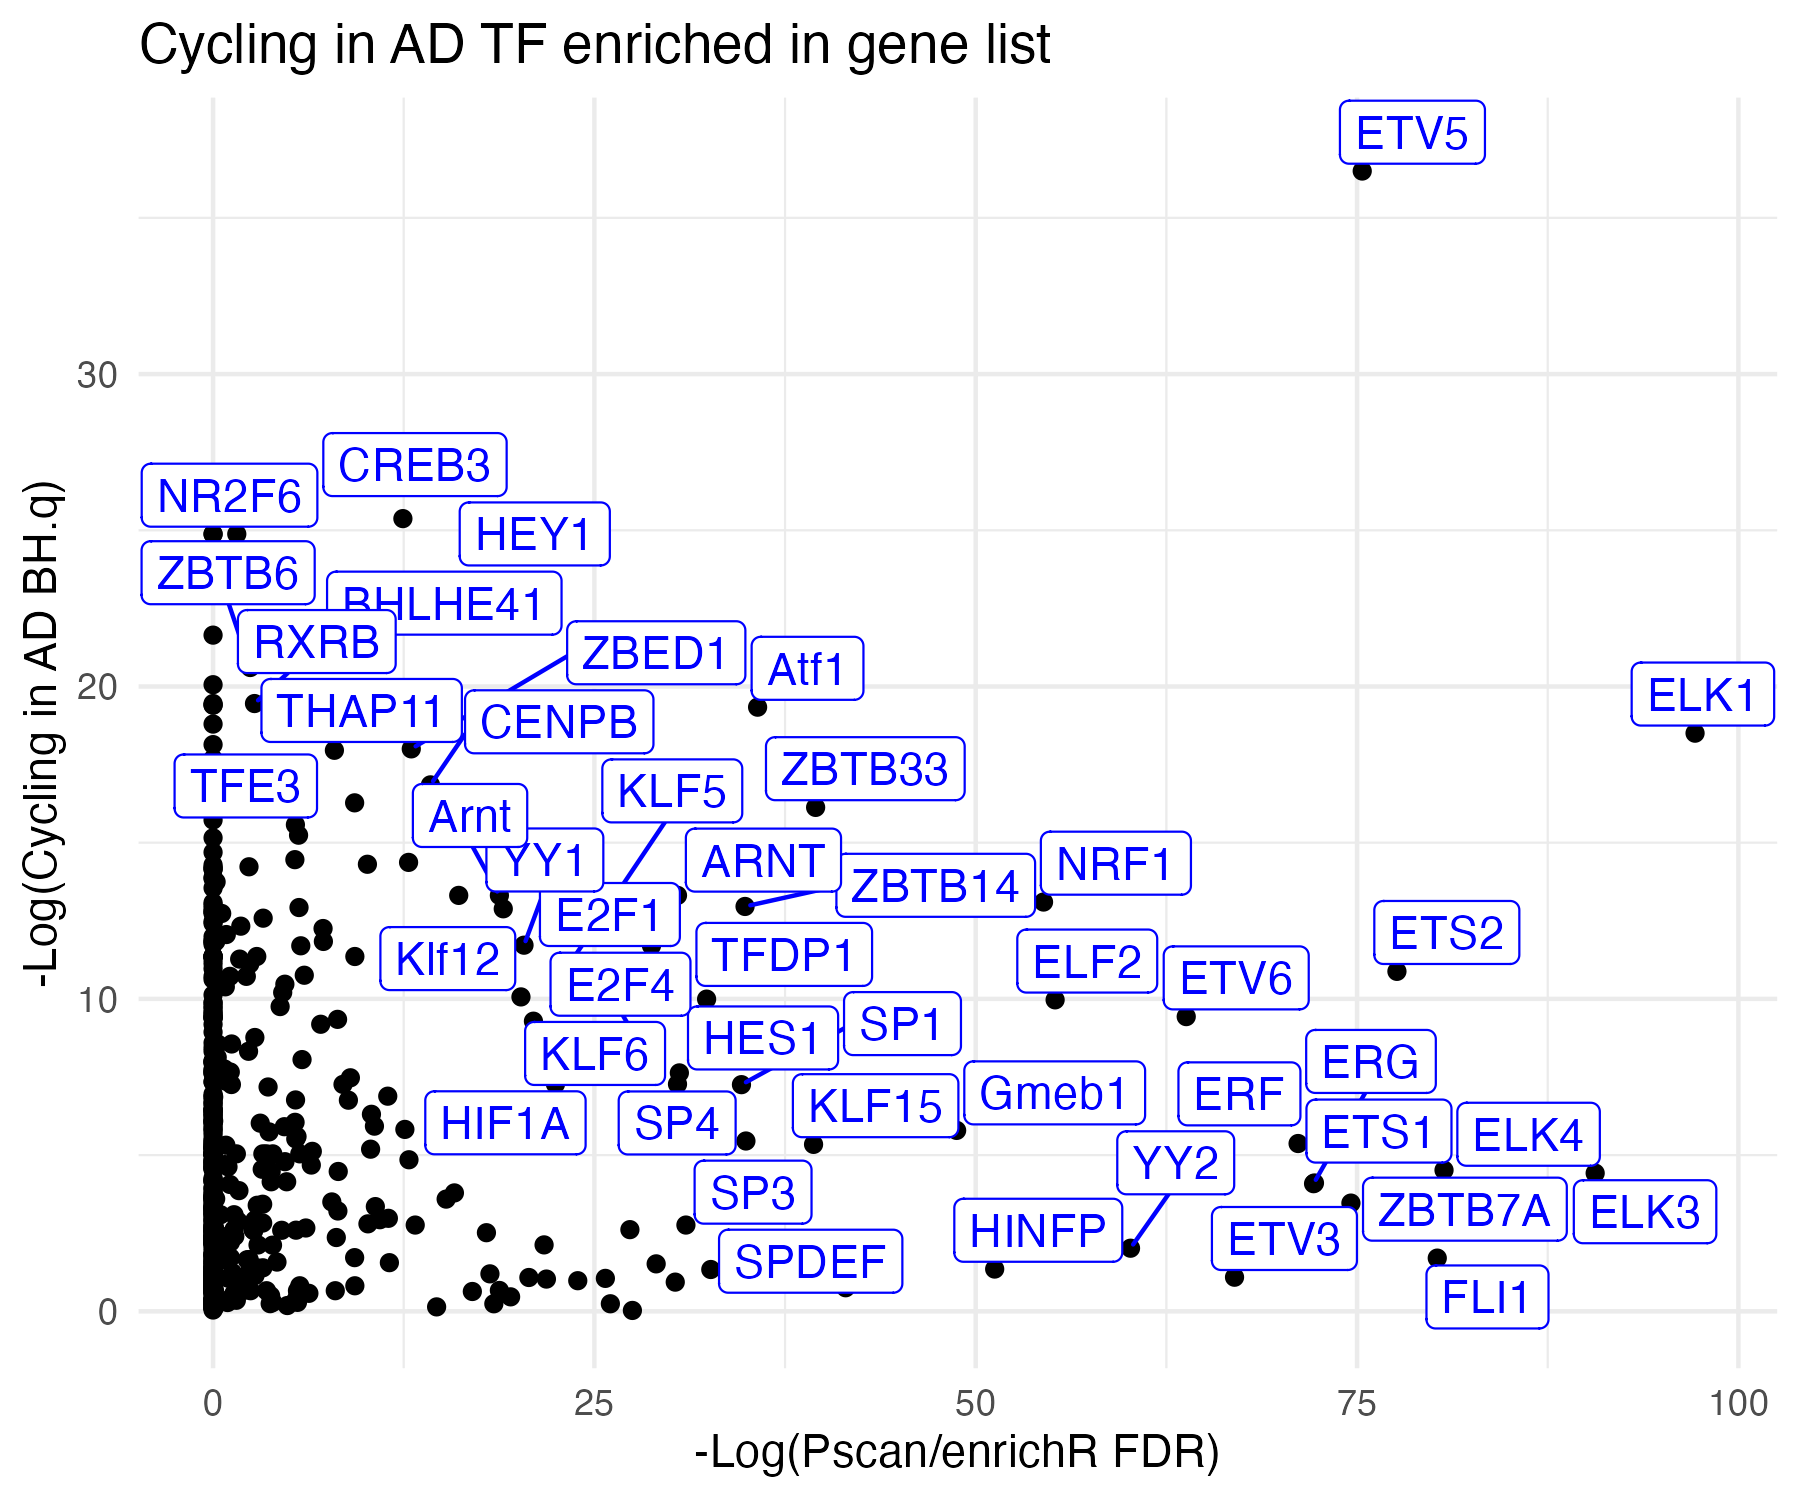 Cycling in AD TF enriched in gene list
ETV5
30
CREB3
NR2F6
HEY1
ZBTB6
BHLHE41
RXRB
ZBED1
Atf1
20
ELK1
THAP11
CENPB
ZBTB33
TFE3
KLF5
Arnt
YY1
ARNT
ZBTB14
NRF1
E2F1
ETS2
Klf12
TFDP1
ELF2
ETV6
E2F4
10
SP1
HES1
KLF6
ERG
Gmeb1
ERF
KLF15
HIF1A
SP4
ETS1
ELK4
YY2
SP3
ZBTB7A
ELK3
HINFP
ETV3
SPDEF
FLI1
0
0
25
50
75
100
-Log(Pscan/enrichR FDR)
-Log(Cycling in AD BH.q)